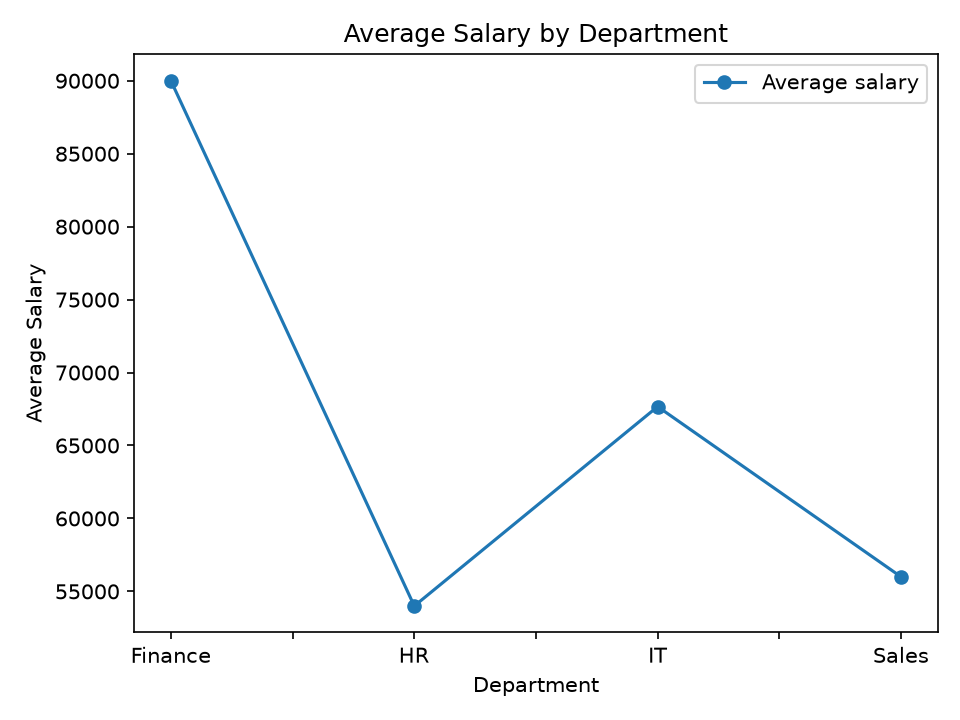 Average Salary by Department
Average salary
Average Salary
90000
85000
80000
75000
70000
65000
60000
55000
Finance
HR
IT
Sales
Department